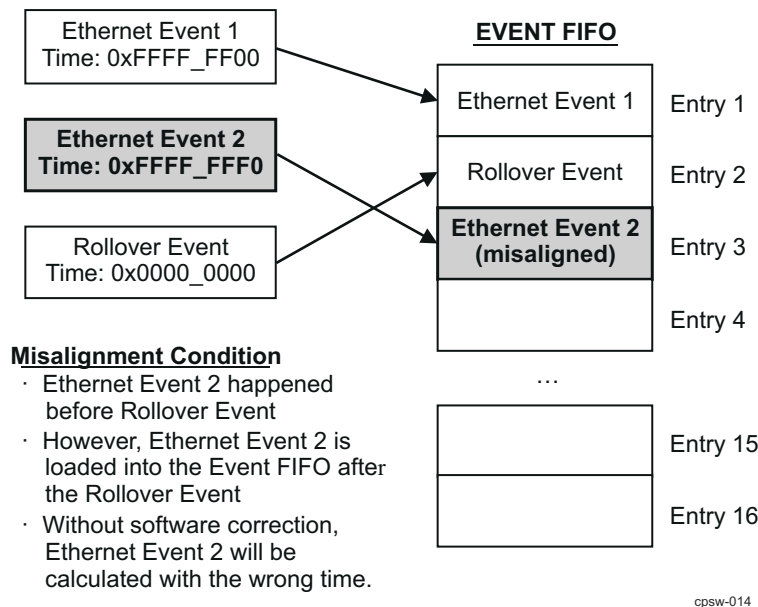 Ethernet Event 1
Time: 0xFFFF_FF00
Ethernet Event 2
Time: 0xFFFF_FFF0
Rollover Event
Time: 0x0000_0000
EVENT FIFO
Ethernet Event 1
Entry 1
Rollover Event
Entry 2
Ethernet Event 2
(misaligned)
Entry 3
Entry 4
...
Entry 15
Entry 16
Misalignment Condition
· Ethernet Event 2 happened
before Rollover Event
· However, Ethernet Event 2 is
loaded into the Event FIFO after
the Rollover Event
· Without software correction,
Ethernet Event 2 will be
calculated with the wrong time.
cpsw-014